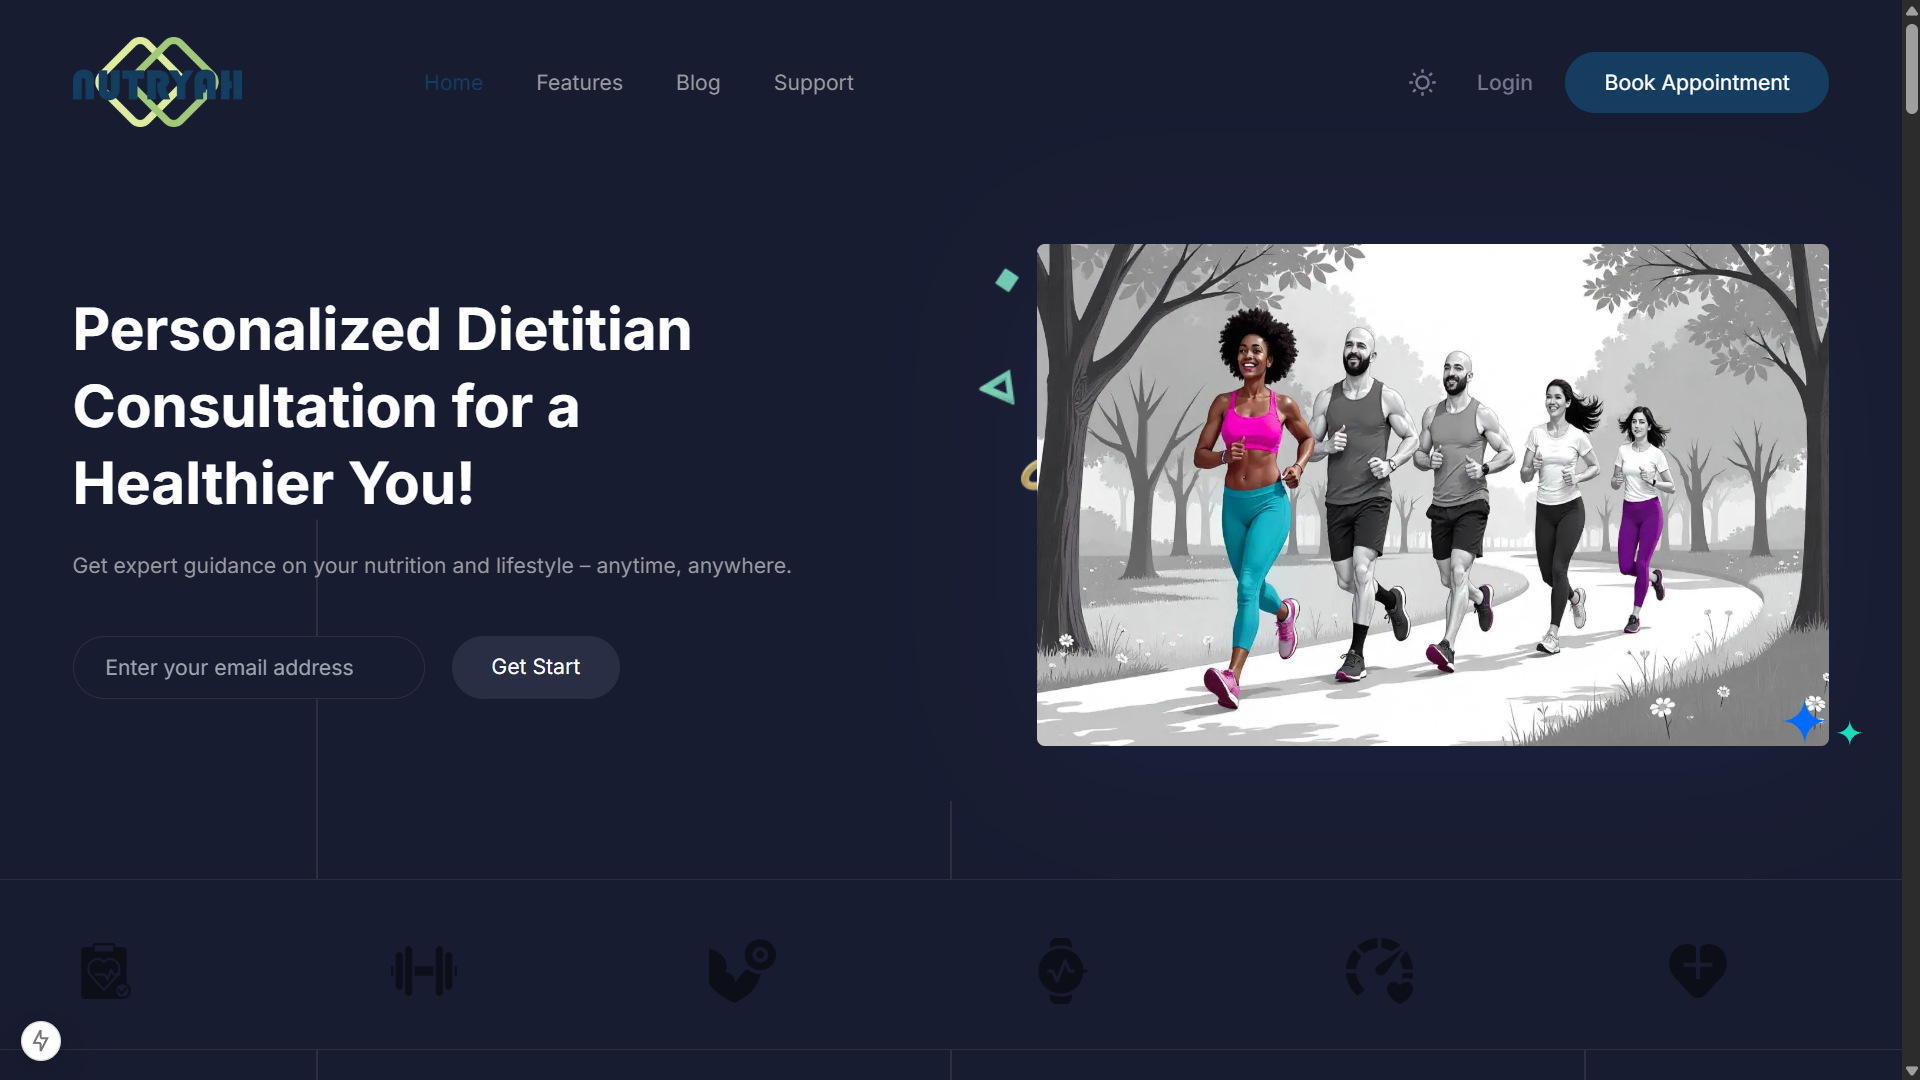 NUTRYAH
Home
Features
Blog
Support
Login
Book Appointment
Personalized Dietitian
Consultation for a
Healthier You!
Get expert guidance on your nutrition and lifestyle – anytime, anywhere.
Enter your email address
Get Start